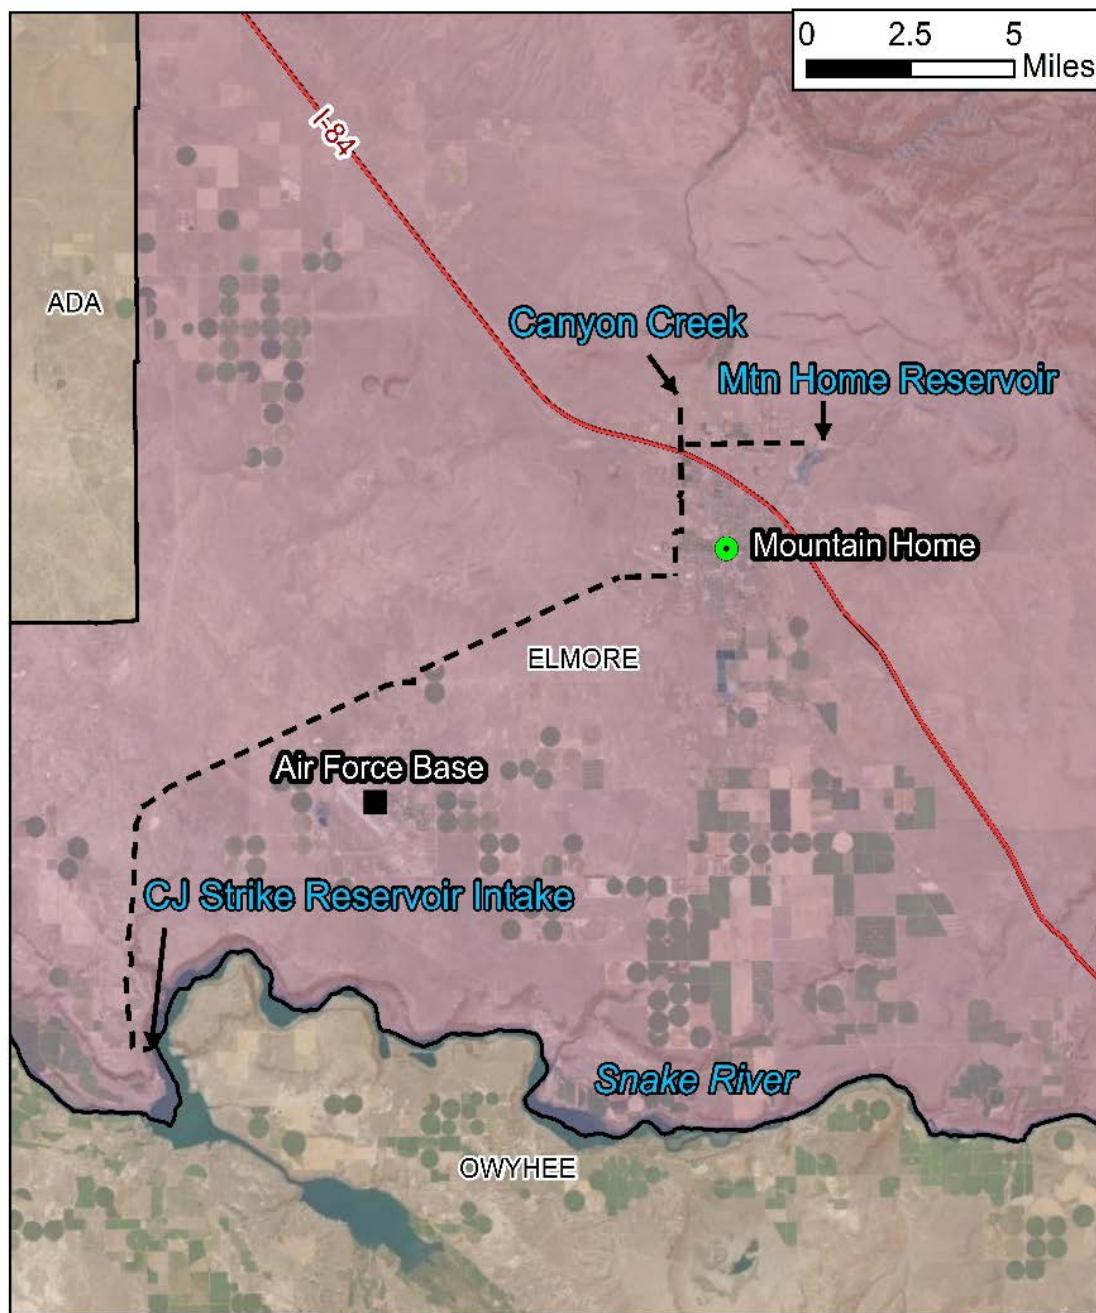 0 2.5 5
Miles
I-84
ADA
Canyon Creek
Mtn Home Reservoir
Mountain Home
ELMORE
Air Force Base
CJ Strike Reservoir Intake
Snake River
OWYHEE